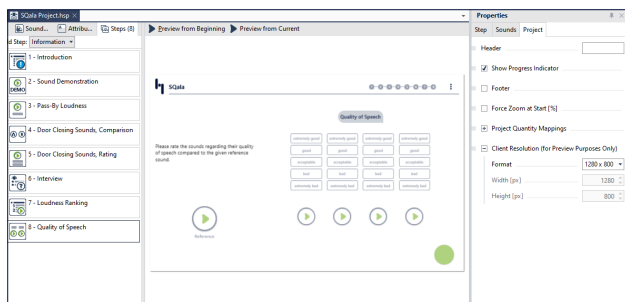 SQala Project.hsp ×
Sound... Attribu... Steps (8)
d Step: Information
1 - Introduction
DEMO 2 - Sound Demonstration
3 - Pass-By Loudness
4 - Door Closing Sounds, Comparison
5 - Door Closing Sounds, Rating
6 - Interview
7 - Loudness Ranking
8 - Quality of Speech
Preview from Beginning Preview from Current
SQala
Quality of Speech
Please rate the sounds regarding their quality
of speech compared to the given reference
sound.
extremely good extremely good extremely good extremely good
good good good good
acceptable acceptable acceptable acceptable
bad bad bad bad
extremely bad extremely bad extremely bad extremely bad
Reference
Properties
Step Sounds Project
Header
Show Progress Indicator
Footer
Force Zoom at Start [%]
Project Quantity Mappings
Client Resolution (for Preview Purposes Only)
Format 1280 x 800
Width [px] 1280
Height [px] 800